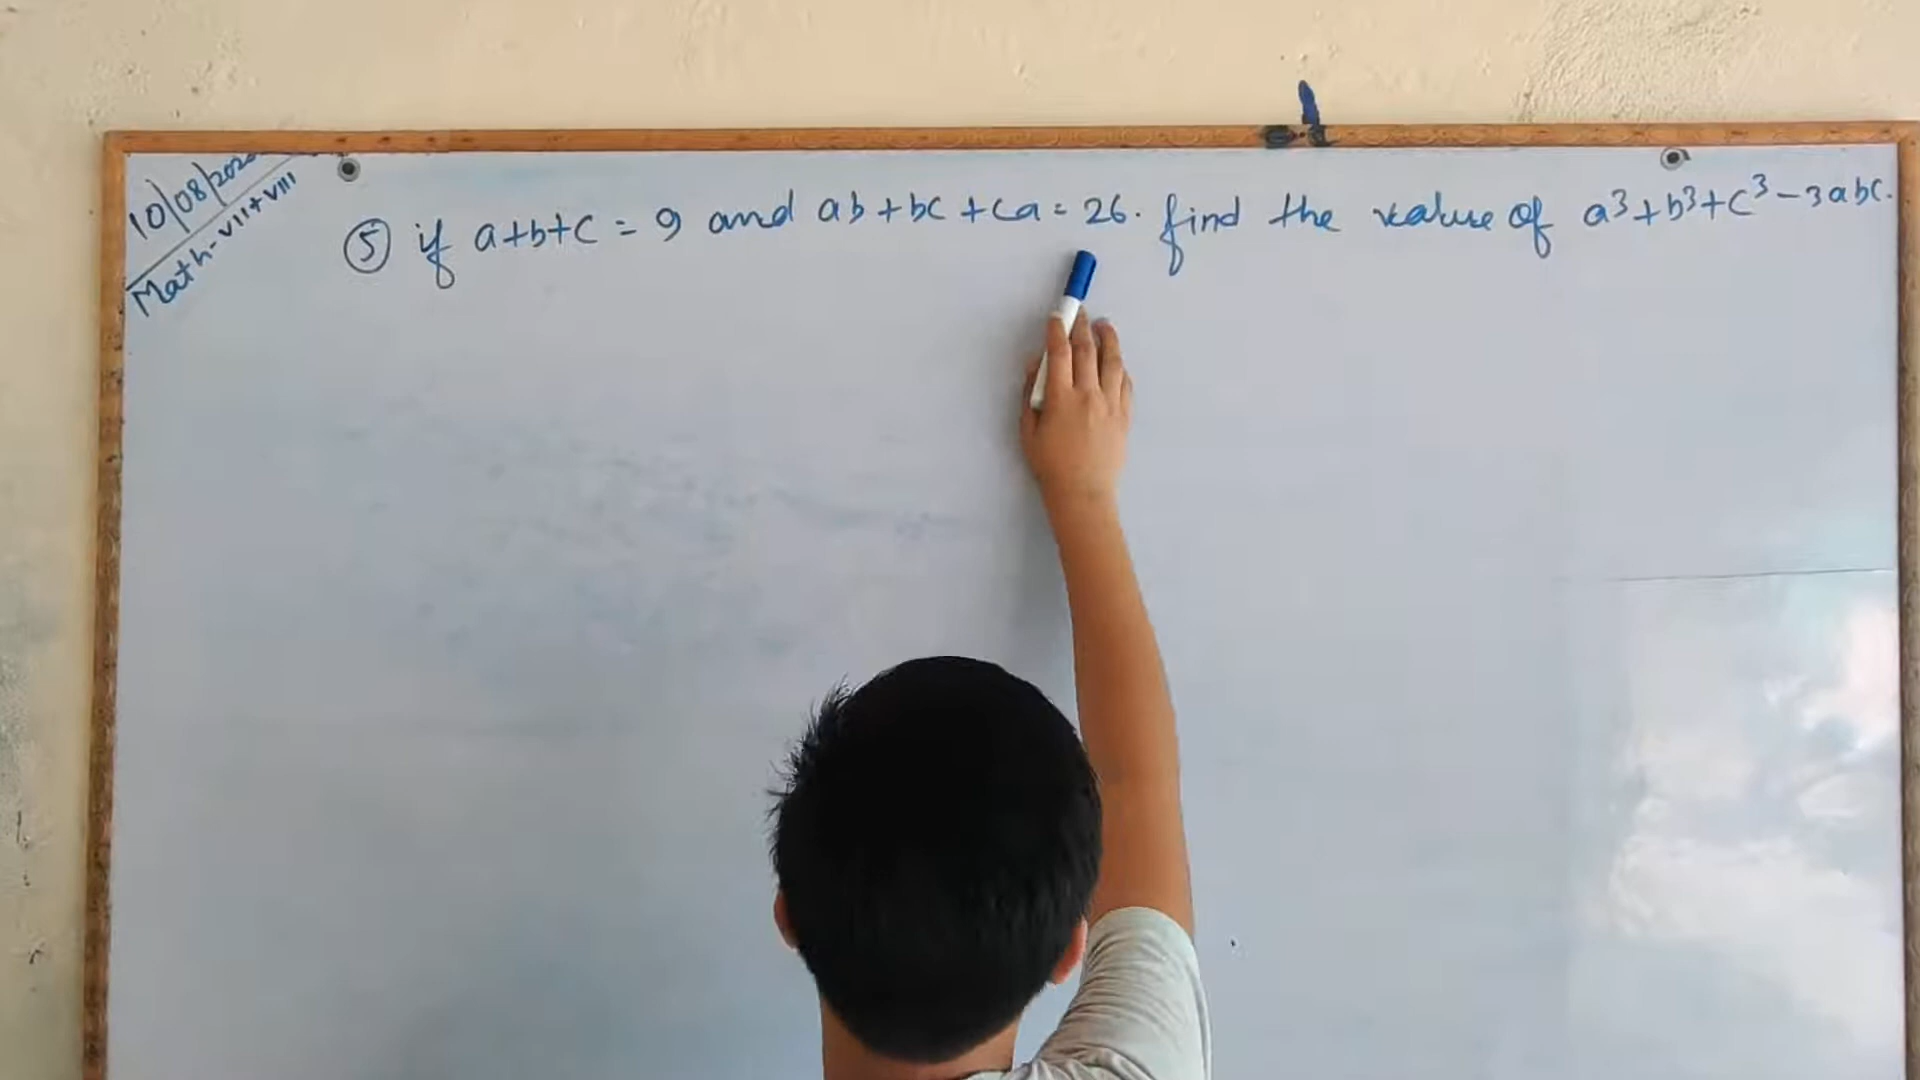 10/08/202
Math-VII+VIII
⑤ if a+b+c = 9 and ab+bc+ca = 26. find the value of a³+b³+c³-3abc.